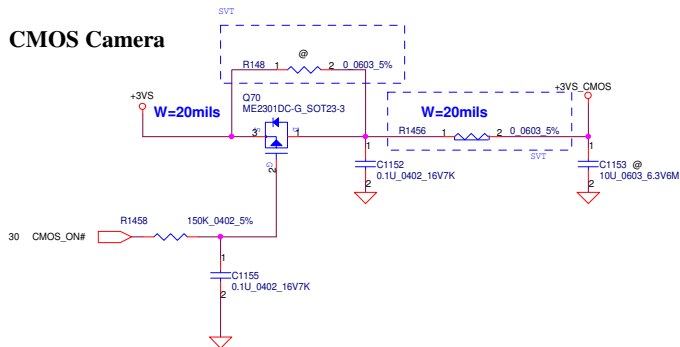 SVT
CMOS Camera
@
R148 1 2 0_0603_5%
Q70
ME2301DC-G_SOT23-3
+3VS
+3VS_CMOS
W=20mils
W=20mils
3 1
R1456 1 2 0_0603_5%
SVT
G
2
1
C1152
0.1U_0402_16V7K
2
1
C1153 @
10U_0603_6.3V6M
2
R1458 150K_0402_5%
30 CMOS_ON#
1
C1155
0.1U_0402_16V7K
2